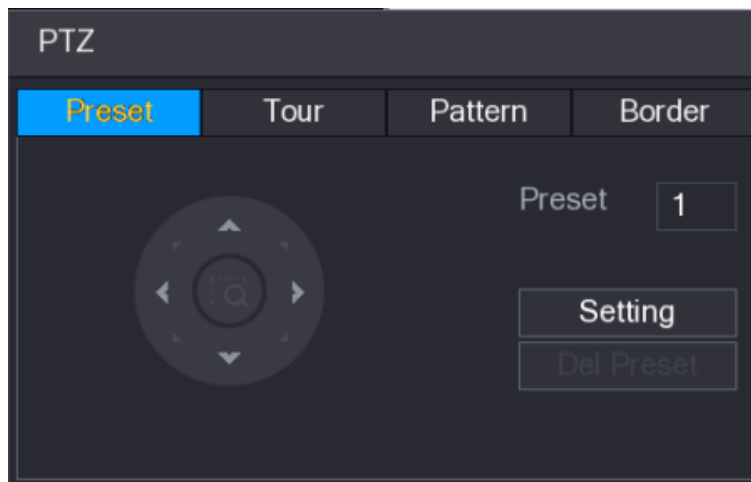 PTZ
Preset Tour Pattern Border
Preset 1
Setting
Del Preset